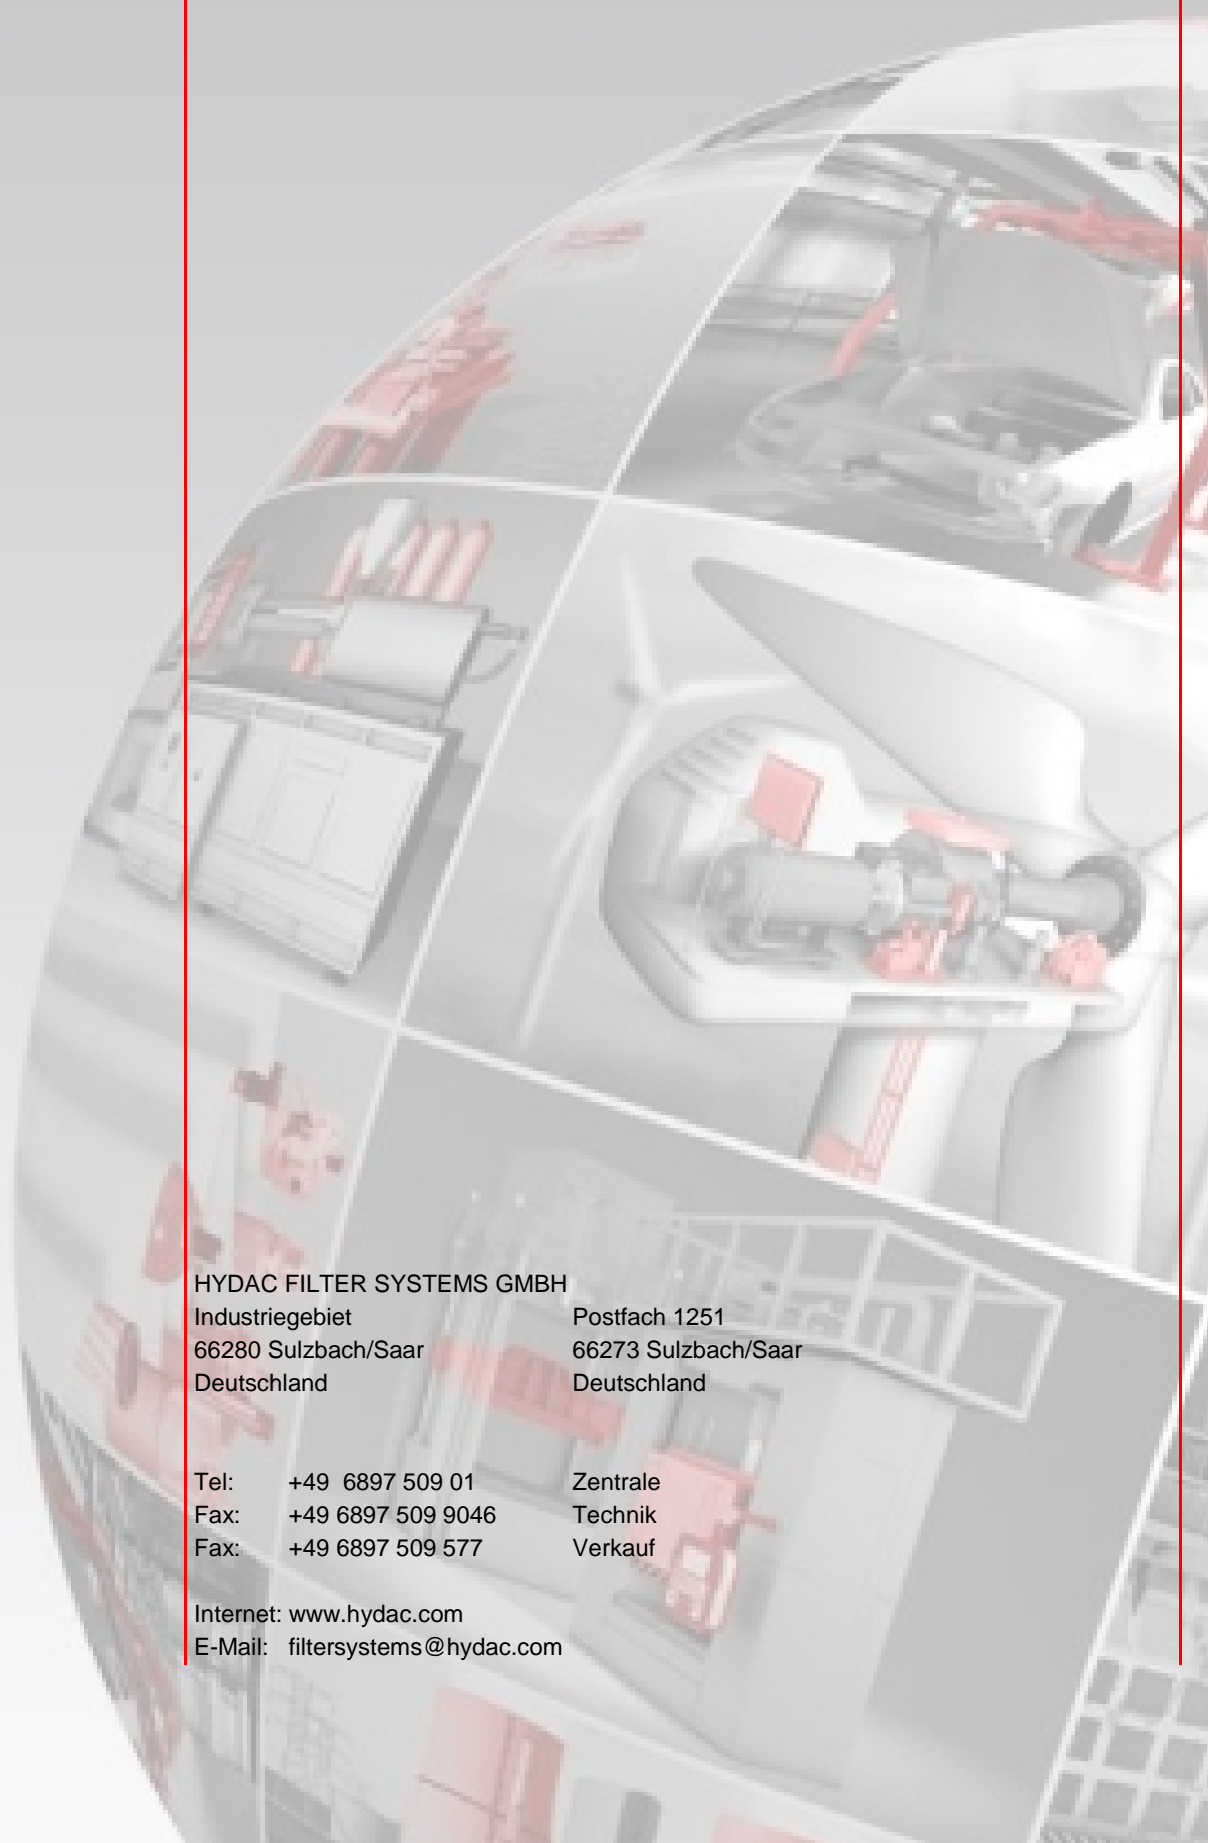 HYDAC FILTER SYSTEMS GMBH
Industriegebiet Postfach 1251
66280 Sulzbach/Saar 66273 Sulzbach/Saar
Deutschland Deutschland
Tel: +49  6897 509 01 Zentrale
Fax: +49 6897 509 9046 Technik
Fax: +49 6897 509 577 Verkauf
Internet: www.hydac.com
E-Mail: filtersystems@hydac.com